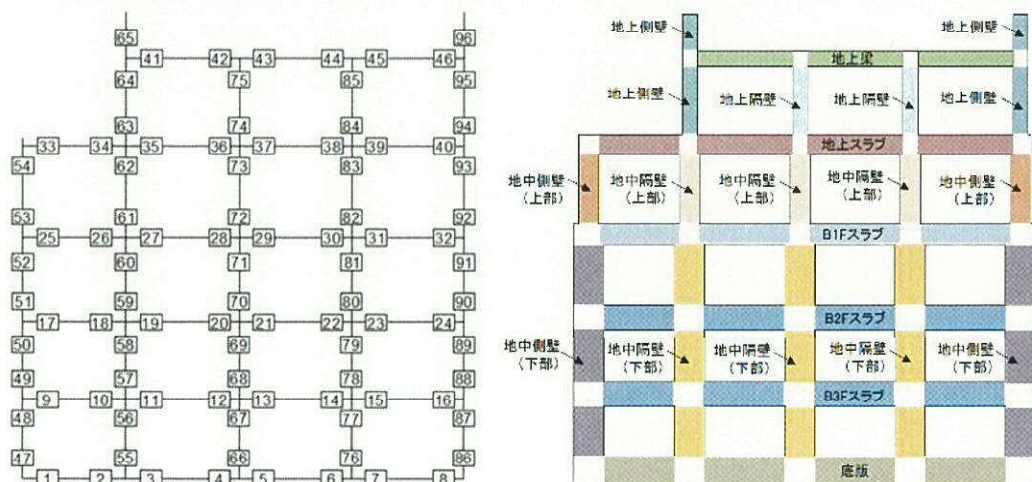 65 96
41 42 43 44 45 46
64 75 85 95
63 74 84 94
33 34 35 36 37 38 39 40
54 62 73 83 93
53 61 72 82 92
25 26 27 28 29 30 31 32
52 60 71 81 91
51 59 70 80 90
17 18 19 20 21 22 23 24
50 58 69 79 89
49 57 68 78 88
9 10 11 12 13 14 15 16
48 56 67 77 87
47 55 66 76 86
1 2 3 4 5 6 7 8
地上側壁 地上側壁
地上梁
地上側壁 地上隔壁 地上隔壁 地上側壁
地上スラブ
地中側壁 地中隔壁 地中隔壁 地中隔壁 地中側壁
(上部) (上部) (上部) (上部) (上部)
B1Fスラブ
B2Fスラブ
地中側壁 地中隔壁 地中隔壁 地中隔壁 地中側壁
(下部) (下部) (下部) (下部) (下部)
B3Fスラブ
底版